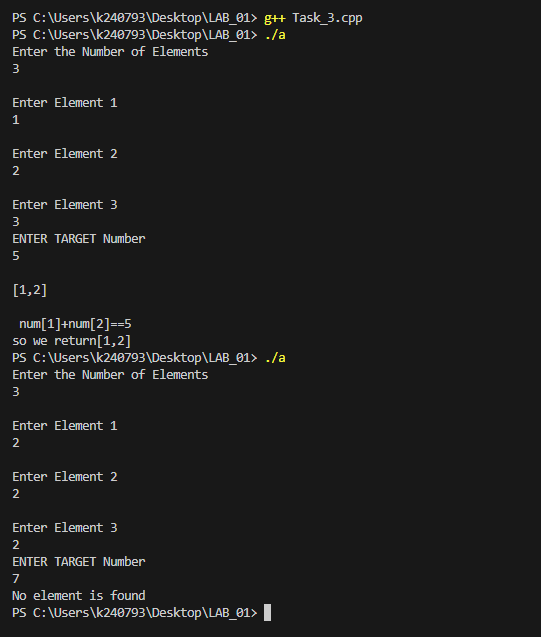 PS C:\Users\k240793\Desktop\LAB_01> g++ Task_3.cpp
PS C:\Users\k240793\Desktop\LAB_01> ./a
Enter the Number of Elements
3
Enter Element 1
1
Enter Element 2
2
Enter Element 3
3
ENTER TARGET Number
5
[1,2]
num[1]+num[2]==5
so we return[1,2]
PS C:\Users\k240793\Desktop\LAB_01> ./a
Enter the Number of Elements
3
Enter Element 1
2
Enter Element 2
2
Enter Element 3
2
ENTER TARGET Number
7
No element is found
PS C:\Users\k240793\Desktop\LAB_01>